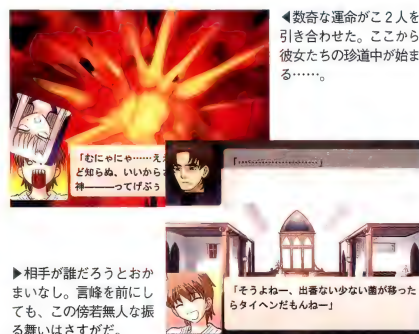 ◀数奇な運命がこ２人を
引き合わせた。ここから
彼女たちの珍道中が始ま
る……。
「むにゃにゃ……え
ど知らぬ、いいから
神———ってげぶぅ
「…………………」
「そうよねー、出番ない少ない菌が移った
らタイヘンだもんねー」
▶相手が誰だろうとおか
まいなし。言峰を前にし
ても、この傍若無人な振
る舞いはさすがだ。